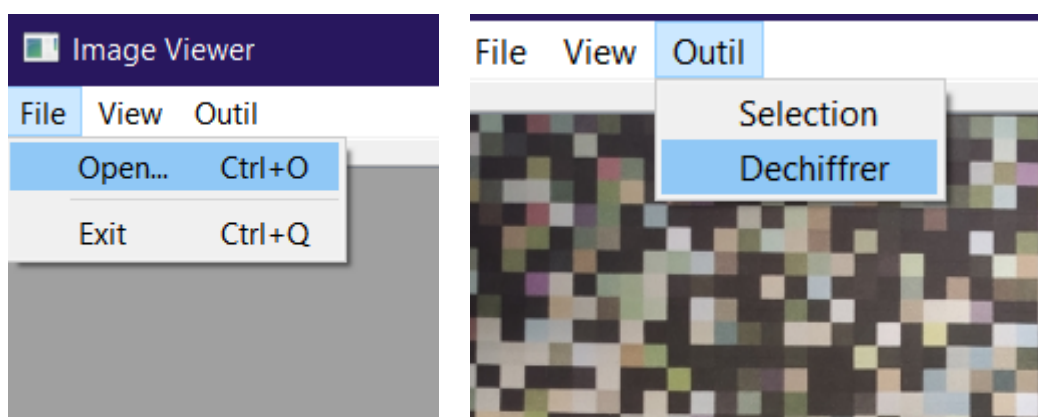 Image Viewer
File View Outil
Open... Ctrl+O
Exit Ctrl+Q
File View Outil
Selection
Dechiffrer